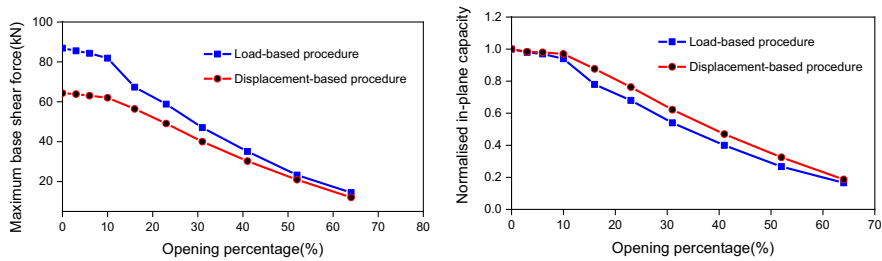 100
80
60
40
20
0 10 20 30 40 50 60 70 80
Maximum base shear force(kN)
Opening percentage(%)
Load-based procedure
Displacement-based procedure
1.2
1.0
0.8
0.6
0.4
0.2
0.0
0 10 20 30 40 50 60 70
Normalised in-plane capacity
Opening percentage(%)
Load-based procedure
Displacement-based procedure